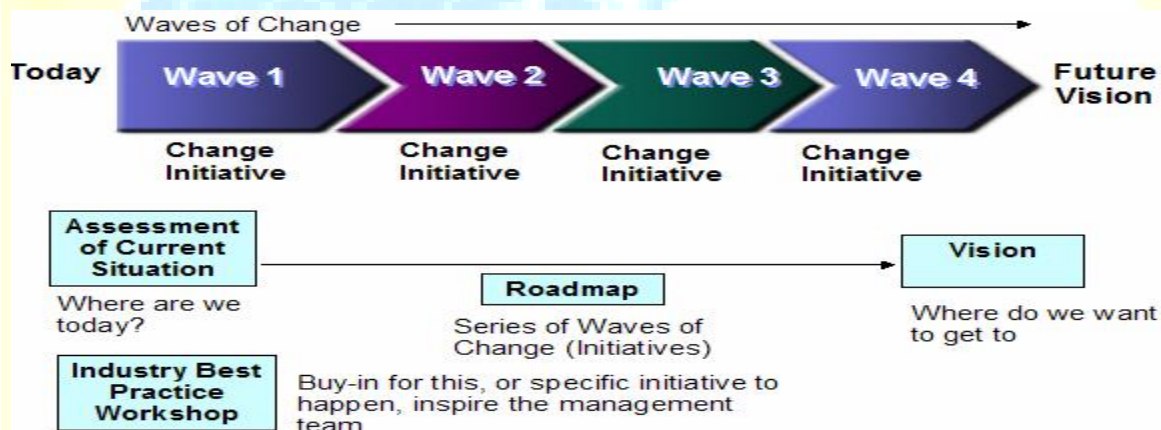 Waves of Change
Today
Wave 1
Wave 2
Wave 3
Wave 4
Future
Vision
Change
Initiative
Change
Initiative
Change
Initiative
Change
Initiative
Assessment
of Current
Situation
Vision
Roadmap
Where are we
today?
Series of Waves of
Change (Initiatives)
Where do we want
to get to
Industry Best
Practice
Workshop
Buy-in for this, or specific initiative to
happen, inspire the management
team